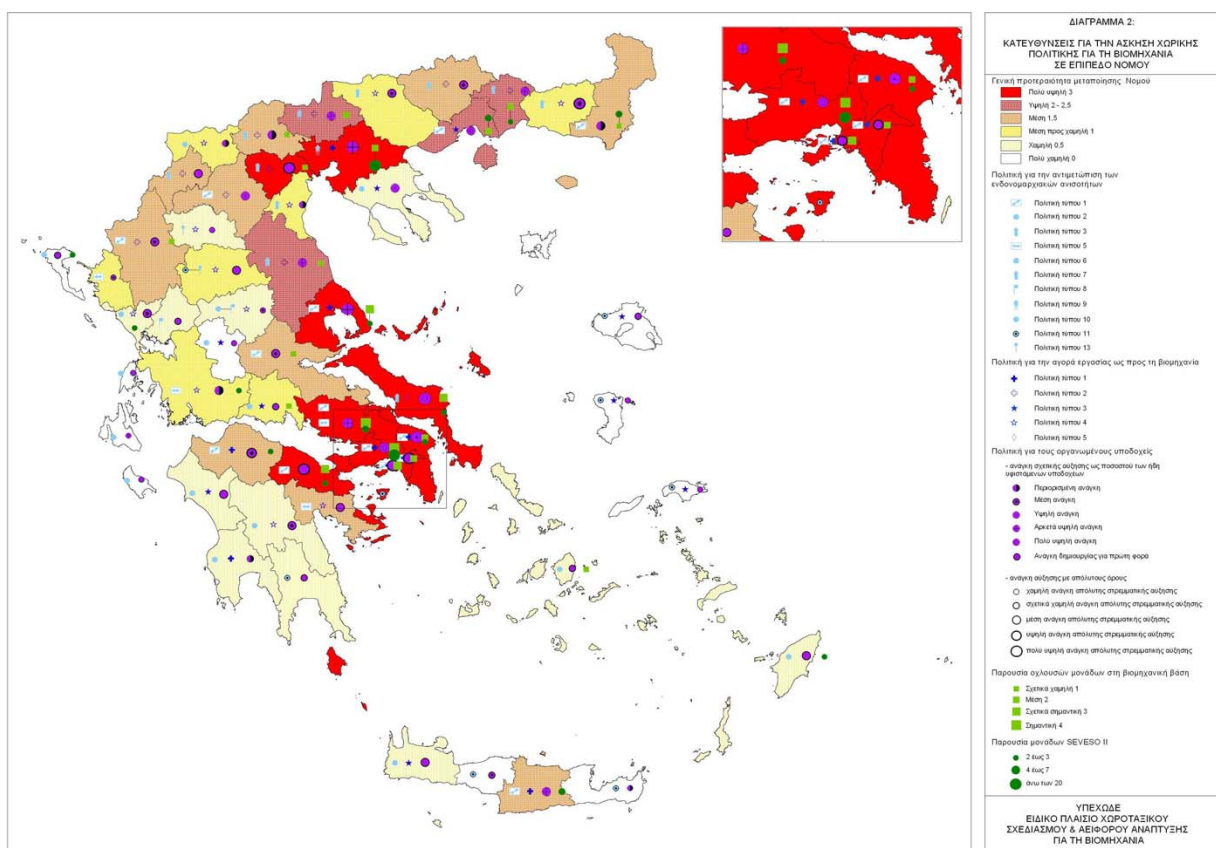 ΔΙΑΓΡΑΜΜΑ 2:
ΚΑΤΕΥΘΥΝΣΕΙΣ ΓΙΑ ΤΗΝ ΑΣΚΗΣΗ ΧΩΡΙΚΗΣ
ΠΟΛΙΤΙΚΗΣ ΓΙΑ ΤΗ ΒΙΟΜΗΧΑΝΙΑ
ΣΕ ΕΠΙΠΕΔΟ ΝΟΜΟΥ
Γενική προτεραιότητα μεταποίησης Νομού
Πολύ υψηλή 3
Υψηλή 2 - 2,5
Μέση 1,5
Μέση προς χαμηλή 1
Χαμηλή 0,5
Πολύ χαμηλή 0
Πολιτική για την αντιμετώπιση των
ενδονομαρχιακών ανισοτήτων
Πολιτική τύπου 1
Πολιτική τύπου 2
Πολιτική τύπου 3
Πολιτική τύπου 5
Πολιτική τύπου 6
Πολιτική τύπου 7
Πολιτική τύπου 8
Πολιτική τύπου 9
Πολιτική τύπου 10
Πολιτική τύπου 11
Πολιτική τύπου 13
Πολιτική για την αγορά εργασίας ως προς τη βιομηχανία
Πολιτική τύπου 1
Πολιτική τύπου 2
Πολιτική τύπου 3
Πολιτική τύπου 4
Πολιτική τύπου 5
Πολιτική για τους οργανωμένους υποδοχείς
- ανάγκη σχετικής αύξησης ως ποσοστού των ήδη
υφισταμένων υποδοχέων
Περιορισμένη ανάγκη
Μέση ανάγκη
Υψηλή ανάγκη
Αρκετά υψηλή ανάγκη
Πολύ υψηλή ανάγκη
Ανάγκη δημιουργίας για πρώτη φορά
- ανάγκη αύξησης με απόλυτους όρους
χαμηλή ανάγκη απόλυτης στρεμματικής αύξησης
σχετικά χαμηλή ανάγκη απόλυτης στρεμματικής αύξησης
μέση ανάγκη απόλυτης στρεμματικής αύξησης
υψηλή ανάγκη απόλυτης στρεμματικής αύξησης
πολύ υψηλή ανάγκη απόλυτης στρεμματικής αύξησης
Παρουσία οχλουσών μονάδων στη βιομηχανική βάση
Σχετικά χαμηλή 1
Μέση 2
Σχετικά σημαντική 3
Σημαντική 4
Παρουσία μονάδων SEVESO II
2 έως 3
4 έως 7
άνω των 20
ΥΠΕΧΩΔΕ
ΕΙΔΙΚΟ ΠΛΑΙΣΙΟ ΧΩΡΟΤΑΞΙΚΟΥ
ΣΧΕΔΙΑΣΜΟΥ & ΑΕΙΦΟΡΟΥ ΑΝΑΠΤΥΞΗΣ
ΓΙΑ ΤΗ ΒΙΟΜΗΧΑΝΙΑ